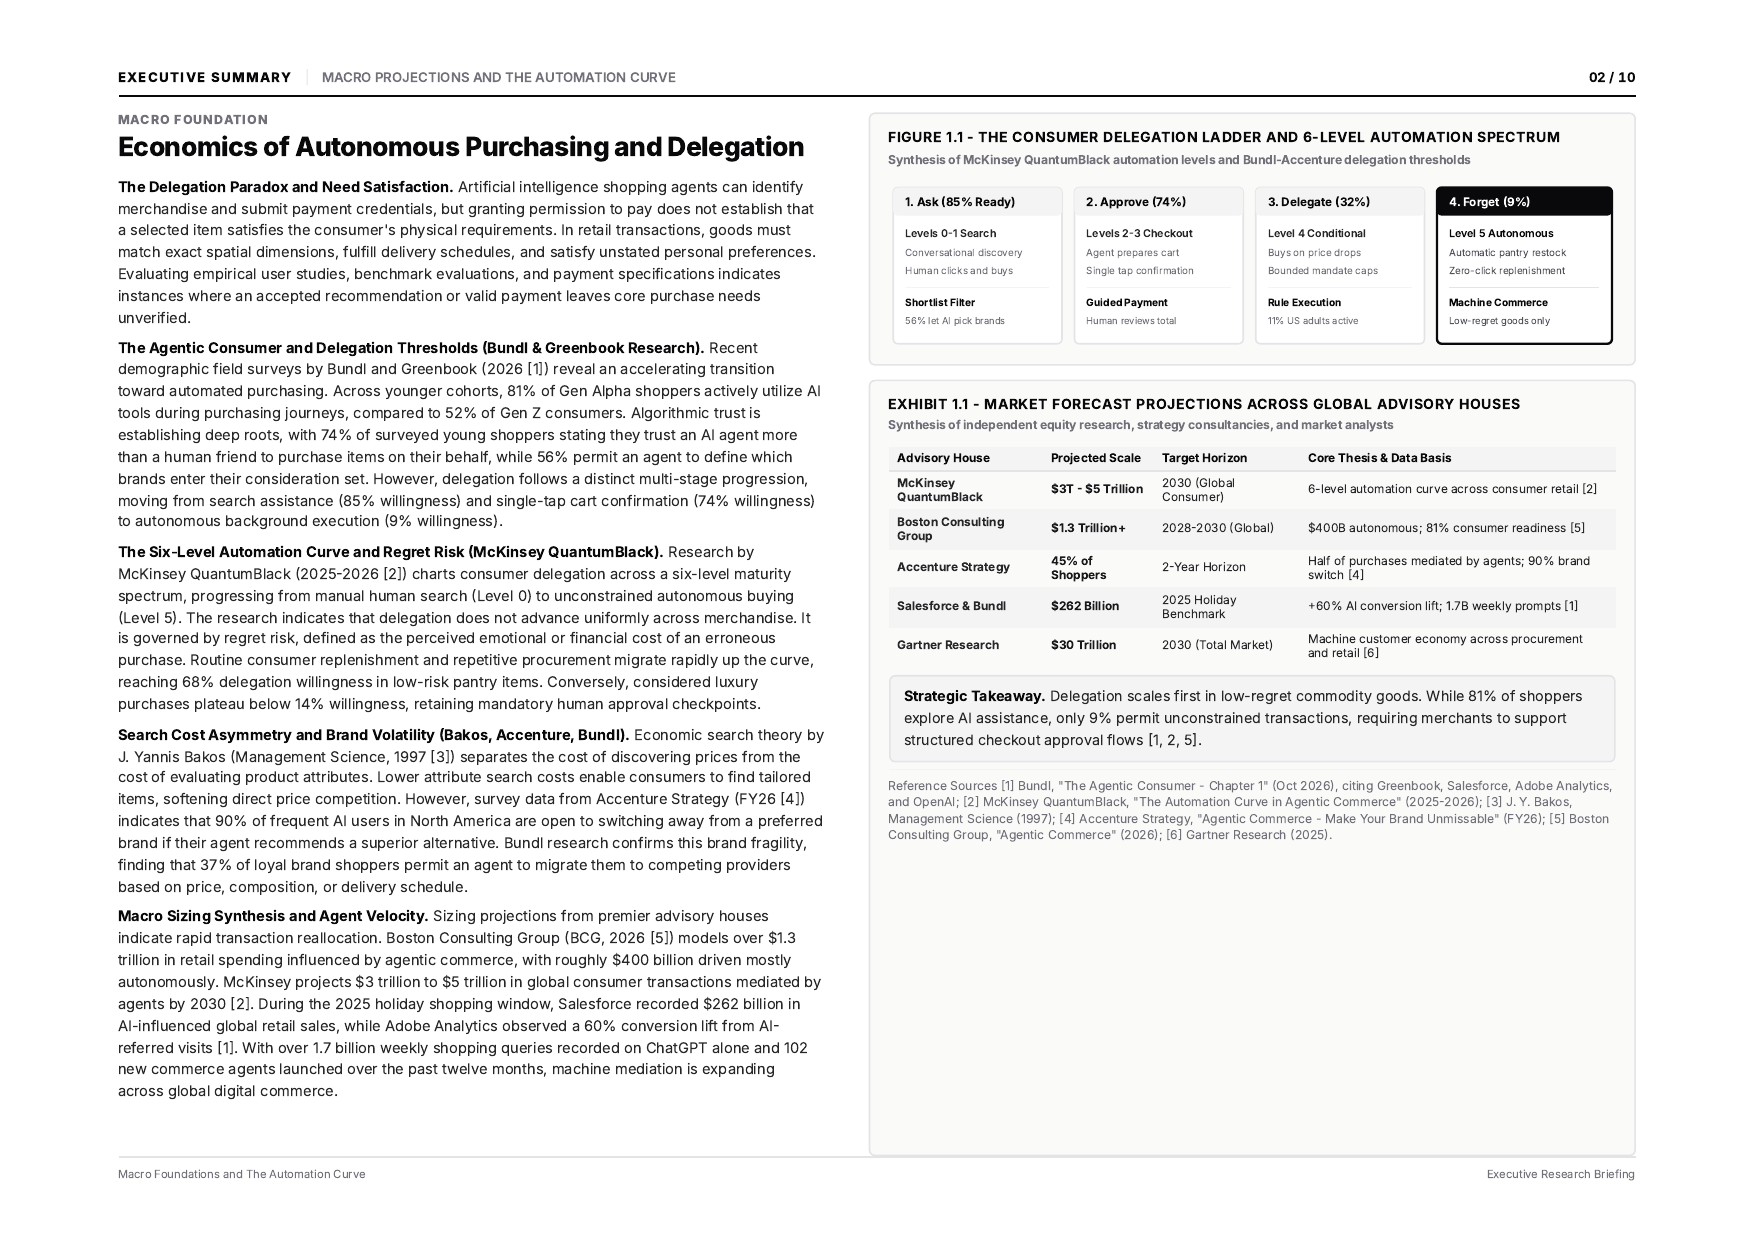 EXECUTIVE SUMMARY | MACRO PROJECTIONS AND THE AUTOMATION CURVE 02 / 10
MACRO FOUNDATION
Economics of Autonomous Purchasing and Delegation
The Delegation Paradox and Need Satisfaction. Artificial intelligence shopping agents can identify
merchandise and submit payment credentials, but granting permission to pay does not establish that
a selected item satisfies the consumer's physical requirements. In retail transactions, goods must
match exact spatial dimensions, fulfill delivery schedules, and satisfy unstated personal preferences.
Evaluating empirical user studies, benchmark evaluations, and payment specifications indicates
instances where an accepted recommendation or valid payment leaves core purchase needs
unverified.
The Agentic Consumer and Delegation Thresholds (Bundl & Greenbook Research). Recent
demographic field surveys by Bundl and Greenbook (2026 [1]) reveal an accelerating transition
toward automated purchasing. Across younger cohorts, 81% of Gen Alpha shoppers actively utilize AI
tools during purchasing journeys, compared to 52% of Gen Z consumers. Algorithmic trust is
establishing deep roots, with 74% of surveyed young shoppers stating they trust an AI agent more
than a human friend to purchase items on their behalf, while 56% permit an agent to define which
brands enter their consideration set. However, delegation follows a distinct multi-stage progression,
moving from search assistance (85% willingness) and single-tap cart confirmation (74% willingness)
to autonomous background execution (9% willingness).
The Six-Level Automation Curve and Regret Risk (McKinsey QuantumBlack). Research by
McKinsey QuantumBlack (2025-2026 [2]) charts consumer delegation across a six-level maturity
spectrum, progressing from manual human search (Level 0) to unconstrained autonomous buying
(Level 5). The research indicates that delegation does not advance uniformly across merchandise. It
is governed by regret risk, defined as the perceived emotional or financial cost of an erroneous
purchase. Routine consumer replenishment and repetitive procurement migrate rapidly up the curve,
reaching 68% delegation willingness in low-risk pantry items. Conversely, considered luxury
purchases plateau below 14% willingness, retaining mandatory human approval checkpoints.
Search Cost Asymmetry and Brand Volatility (Bakos, Accenture, Bundl). Economic search theory by
J. Yannis Bakos (Management Science, 1997 [3]) separates the cost of discovering prices from the
cost of evaluating product attributes. Lower attribute search costs enable consumers to find tailored
items, softening direct price competition. However, survey data from Accenture Strategy (FY26 [4])
indicates that 90% of frequent AI users in North America are open to switching away from a preferred
brand if their agent recommends a superior alternative. Bundl research confirms this brand fragility,
finding that 37% of loyal brand shoppers permit an agent to migrate them to competing providers
based on price, composition, or delivery schedule.
Macro Sizing Synthesis and Agent Velocity. Sizing projections from premier advisory houses
indicate rapid transaction reallocation. Boston Consulting Group (BCG, 2026 [5]) models over $1.3
trillion in retail spending influenced by agentic commerce, with roughly $400 billion driven mostly
autonomously. McKinsey projects $3 trillion to $5 trillion in global consumer transactions mediated by
agents by 2030 [2]. During the 2025 holiday shopping window, Salesforce recorded $262 billion in
AI-influenced global retail sales, while Adobe Analytics observed a 60% conversion lift from AI-
referred visits [1]. With over 1.7 billion weekly shopping queries recorded on ChatGPT alone and 102
new commerce agents launched over the past twelve months, machine mediation is expanding
across global digital commerce.
FIGURE 1.1 - THE CONSUMER DELEGATION LADDER AND 6-LEVEL AUTOMATION SPECTRUM
Synthesis of McKinsey QuantumBlack automation levels and Bundl-Accenture delegation thresholds
1. Ask (85% Ready)
Levels 0-1 Search
Conversational discovery
Human clicks and buys
Shortlist Filter
56% let AI pick brands
2. Approve (74%)
Levels 2-3 Checkout
Agent prepares cart
Single tap confirmation
Guided Payment
Human reviews total
3. Delegate (32%)
Level 4 Conditional
Buys on price drops
Bounded mandate caps
Rule Execution
11% US adults active
4. Forget (9%)
Level 5 Autonomous
Automatic pantry restock
Zero-click replenishment
Machine Commerce
Low-regret goods only
EXHIBIT 1.1 - MARKET FORECAST PROJECTIONS ACROSS GLOBAL ADVISORY HOUSES
Synthesis of independent equity research, strategy consultancies, and market analysts
Advisory House Projected Scale Target Horizon Core Thesis & Data Basis
McKinsey
QuantumBlack
$3T - $5 Trillion
2030 (Global
Consumer)
6-level automation curve across consumer retail [2]
Boston Consulting
Group
$1.3 Trillion+
2028-2030 (Global)
$400B autonomous; 81% consumer readiness [5]
Accenture Strategy
45% of
Shoppers
2-Year Horizon
Half of purchases mediated by agents; 90% brand
switch [4]
Salesforce & Bundl
$262 Billion
2025 Holiday
Benchmark
+60% AI conversion lift; 1.7B weekly prompts [1]
Gartner Research
$30 Trillion
2030 (Total Market)
Machine customer economy across procurement
and retail [6]
Strategic Takeaway. Delegation scales first in low-regret commodity goods. While 81% of shoppers
explore AI assistance, only 9% permit unconstrained transactions, requiring merchants to support
structured checkout approval flows [1, 2, 5].
Reference Sources [1] Bundl, "The Agentic Consumer - Chapter 1" (Oct 2026), citing Greenbook, Salesforce, Adobe Analytics,
and OpenAI; [2] McKinsey QuantumBlack, "The Automation Curve in Agentic Commerce" (2025-2026); [3] J. Y. Bakos,
Management Science (1997); [4] Accenture Strategy, "Agentic Commerce - Make Your Brand Unmissable" (FY26); [5] Boston
Consulting Group, "Agentic Commerce" (2026); [6] Gartner Research (2025).
Macro Foundations and The Automation Curve
Executive Research Briefing